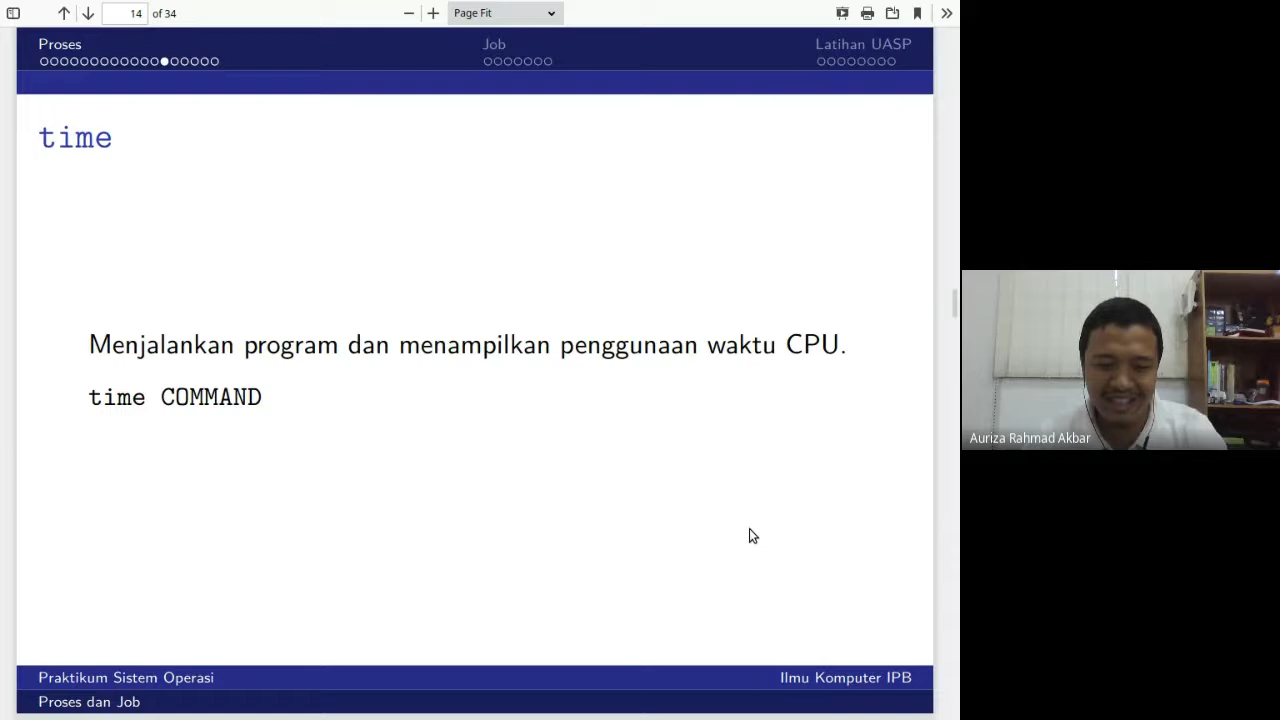 14 of 34
Page Fit
Proses
Job
Latihan UASP
time
Menjalankan program dan menampilkan penggunaan waktu CPU.
time COMMAND
Auriza Rahmad Akbar
Praktikum Sistem Operasi
Ilmu Komputer IPB
Proses dan Job